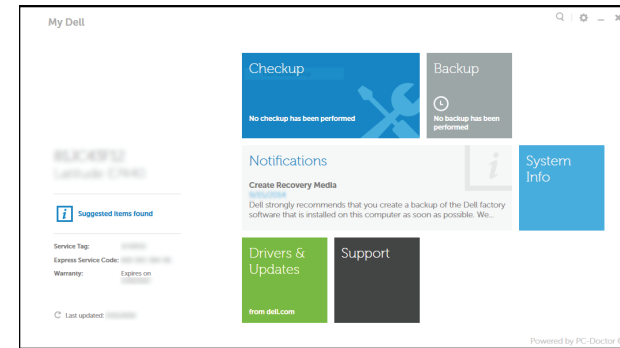 My Dell
Checkup
No checkup has been performed
Backup
No backup has been
performed
Notifications
Create Recovery Media
Dell strongly recommends that you create a backup of the Dell factory
software that is installed on this computer as soon as possible. We...
System
Info
Suggested items found
Service Tag:
Express Service Code:
Warranty: Expires on
Last updated:
Drivers &
Updates
from dell.com
Support
Powered by PC-Doctor